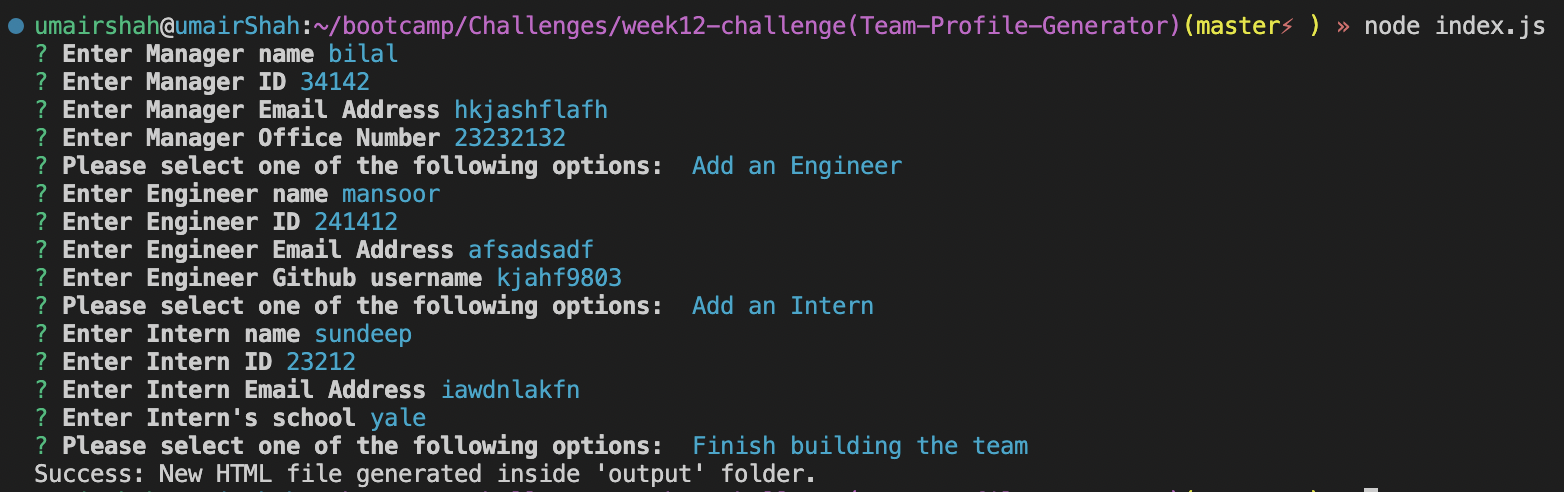 umairshah@umairShah:~/bootcamp/Challenges/week12-challenge(Team-Profile-Generator)(master⚡ ) » node index.js
? Enter Manager name bilal
? Enter Manager ID 34142
? Enter Manager Email Address hkjashflafh
? Enter Manager Office Number 23232132
? Please select one of the following options:  Add an Engineer
? Enter Engineer name mansoor
? Enter Engineer ID 241412
? Enter Engineer Email Address afsadsadf
? Enter Engineer Github username kjahf9803
? Please select one of the following options:  Add an Intern
? Enter Intern name sundeep
? Enter Intern ID 23212
? Enter Intern Email Address iawdnlakfn
? Enter Intern's school yale
? Please select one of the following options:  Finish building the team
Success: New HTML file generated inside 'output' folder.